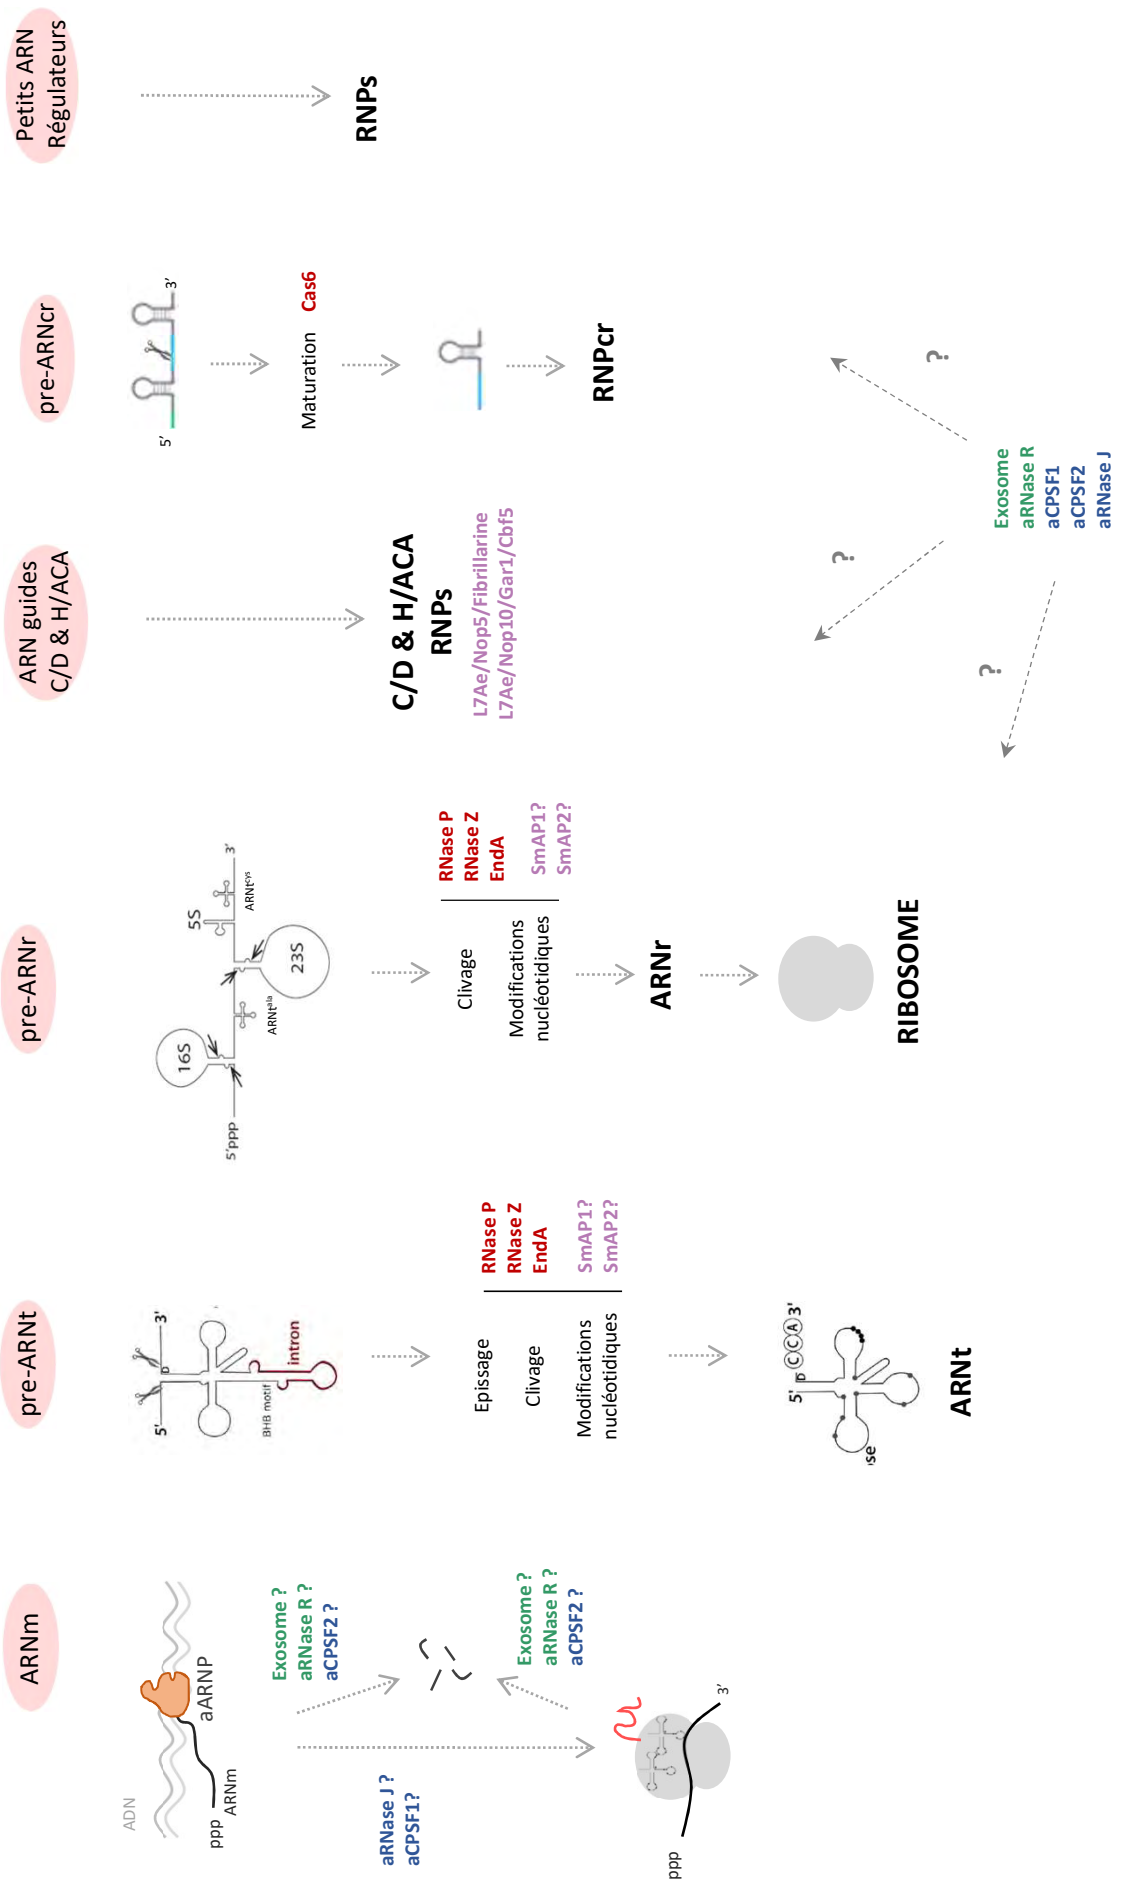 ARNm
ADN
aARNP
ppp
ARNm
Exosome ?
aRNase R ?
aCPSF2 ?
aRNase J ?
aCPSF1?
Exosome ?
aRNase R ?
aCPSF2 ?
ppp
3'
pre-ARNt
5'
3'
D
BHB motif
intron
Epissage
Clivage
Modifications
nucléotidiques
RNase P
RNase Z
EndA
SmAP1?
SmAP2?
5'
D
CCA 3'
se
ARNt
pre-ARNr
5'ppp
16S
ARNtala
23S
5S
ARNtcys
3'
Clivage
Modifications
nucléotidiques
RNase P
RNase Z
EndA
SmAP1?
SmAP2?
ARNr
RIBOSOME
ARN guides
C/D & H/ACA
C/D & H/ACA
RNPs
L7Ae/Nop5/Fibrillarine
L7Ae/Nop10/Gar1/Cbf5
pre-ARNcr
5'
3'
Maturation Cas6
RNPcr
Petits ARN
Régulateurs
RNPs
?
?
?
Exosome
aRNase R
aCPSF1
aCPSF2
aRNase J